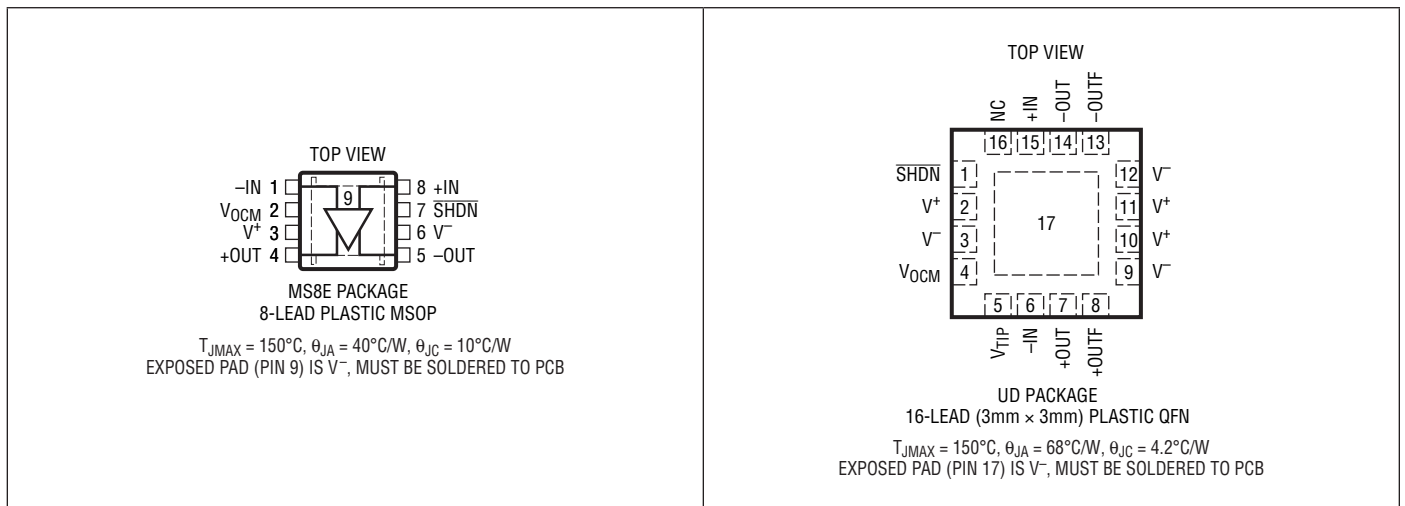 TOP VIEW
–IN 1
8 +IN
9
VOCM 2
7 SHDN
V+ 3
6 V–
+OUT 4
5 –OUT
MS8E PACKAGE
8-LEAD PLASTIC MSOP
TJMAX = 150°C, θJA = 40°C/W, θJC = 10°C/W
EXPOSED PAD (PIN 9) IS V–, MUST BE SOLDERED TO PCB
TOP VIEW
NC +IN –OUT –OUTF
16 15 14 13
SHDN 1
12 V–
V+ 2
11 V+
17
V– 3
10 V+
VOCM 4
9 V–
5 6 7 8
VTIP –IN +OUT +OUTF
UD PACKAGE
16-LEAD (3mm × 3mm) PLASTIC QFN
TJMAX = 150°C, θJA = 68°C/W, θJC = 4.2°C/W
EXPOSED PAD (PIN 17) IS V–, MUST BE SOLDERED TO PCB